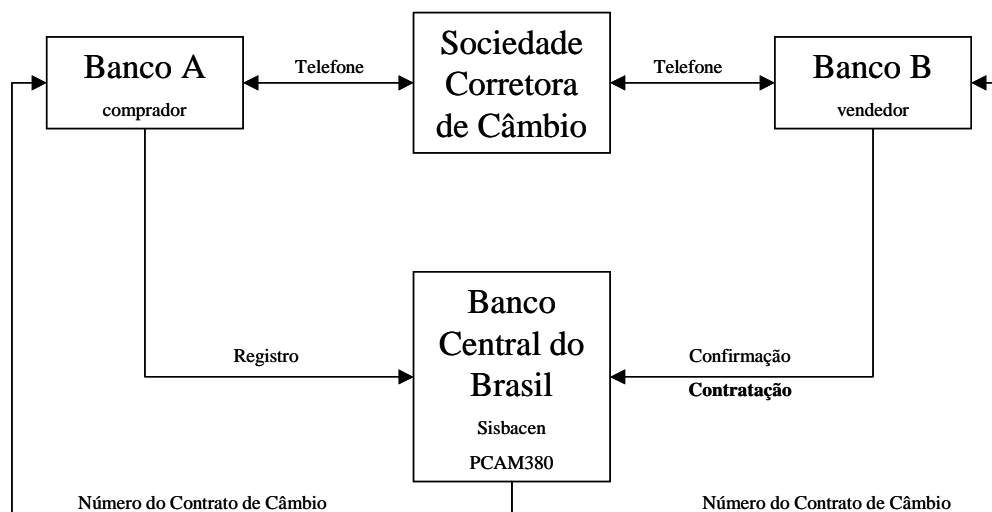 Banco A
comprador
Telefone
Sociedade
Corretora
de Câmbio
Telefone
Banco B
vendedor
Registro
Banco
Central do
Brasil
Sisbacen
PCAM380
Confirmação
Contratação
Número do Contrato de Câmbio
Número do Contrato de Câmbio